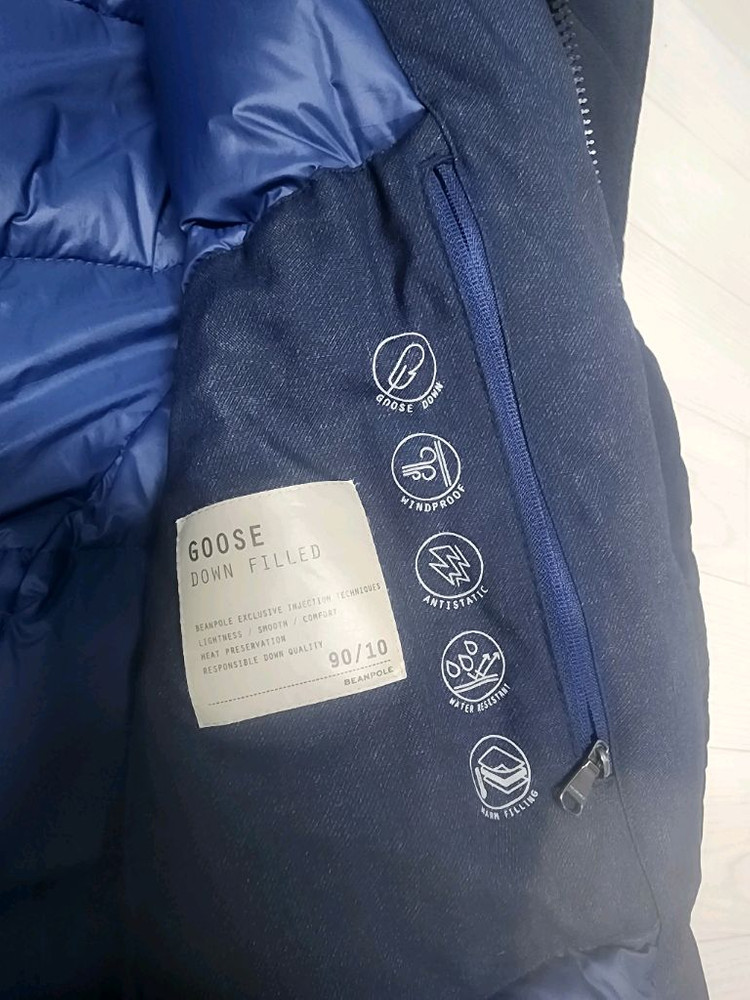 GOOSE DOWN
WINDPROOF
ANTISTATIC
WATER RESISTANT
WARM FILLING
GOOSE
DOWN FILLED
BEANPOLE EXCLUSIVE INJECTION TECHNIQUES
LIGHTNESS / SMOOTH / COMFORT
HEAT PRESERVATION
RESPONSIBLE DOWN QUALITY
90/10
BEANPOLE